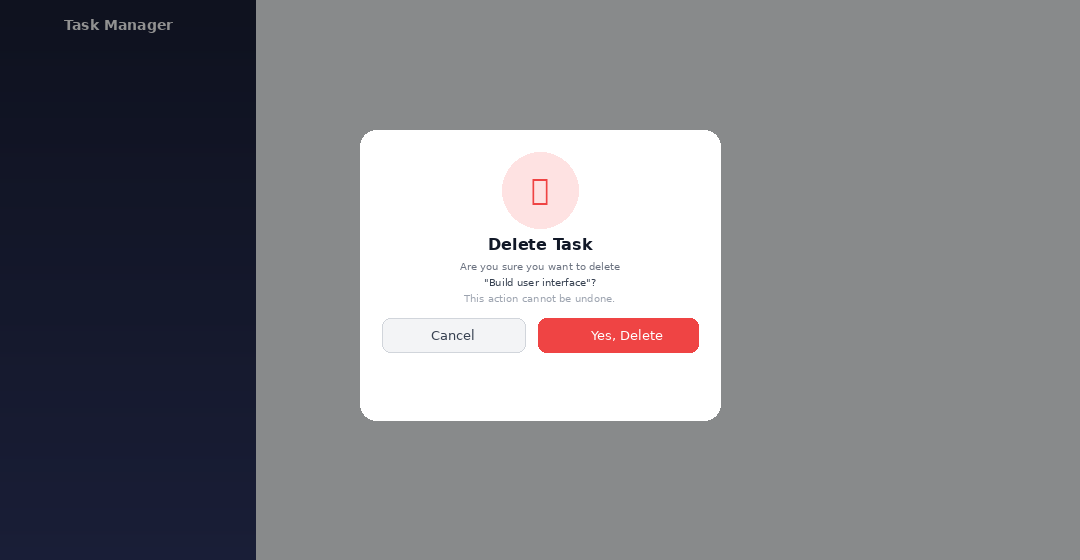 Task Manager
Delete Task
Are you sure you want to delete
"Build user interface"?
This action cannot be undone.
Cancel
Yes, Delete